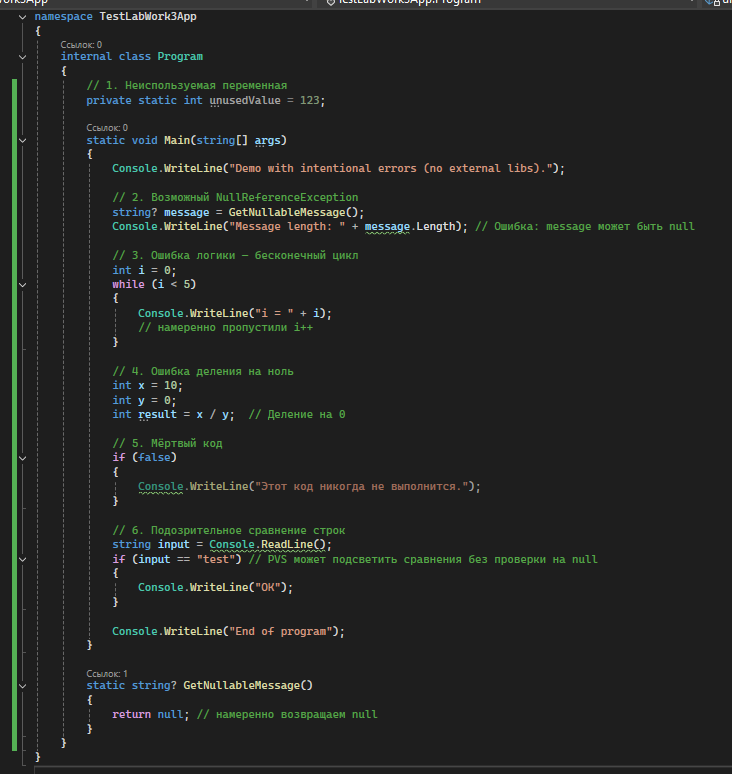 TestLabWork3App.Program
namespace TestLabWork3App
{
Ссылок: 0
internal class Program
{
// 1. Неиспользуемая переменная
private static int unusedValue = 123;
Ссылок: 0
static void Main(string[] args)
{
Console.WriteLine("Demo with intentional errors (no external libs).");
// 2. Возможный NullReferenceException
string? message = GetNullableMessage();
Console.WriteLine("Message length: " + message.Length); // Ошибка: message может быть null
// 3. Ошибка логики — бесконечный цикл
int i = 0;
while (i < 5)
{
Console.WriteLine("i = " + i);
// намеренно пропустили i++
}
// 4. Ошибка деления на ноль
int x = 10;
int y = 0;
int result = x / y; // Деление на 0
// 5. Мёртвый код
if (false)
{
Console.WriteLine("Этот код никогда не выполнится.");
}
// 6. Подозрительное сравнение строк
string input = Console.ReadLine();
if (input == "test") // PVS может подсветить сравнения без проверки на null
{
Console.WriteLine("OK");
}
Console.WriteLine("End of program");
}
Ссылок: 1
static string? GetNullableMessage()
{
return null; // намеренно возвращаем null
}
}
}